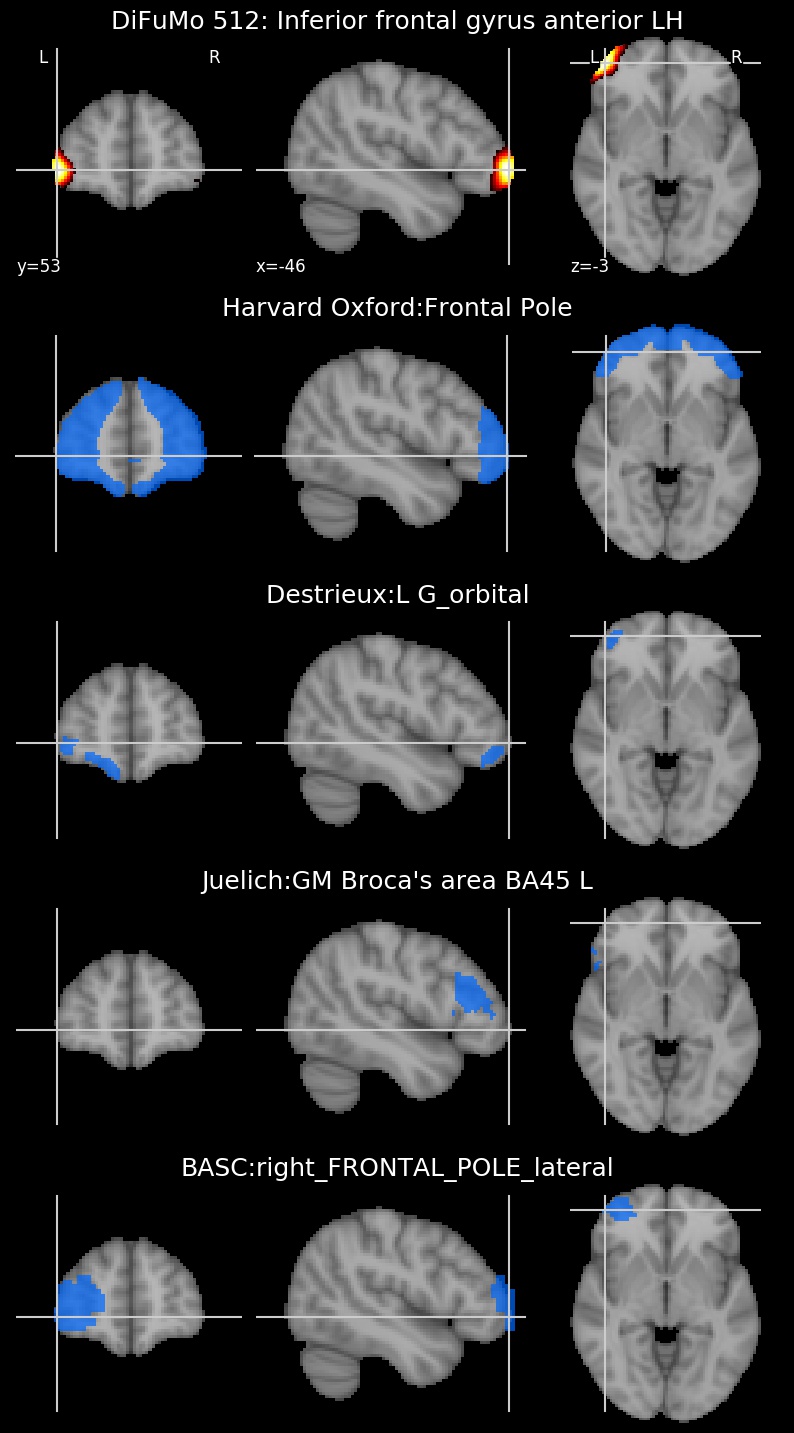 DiFuMo 512: Inferior frontal gyrus anterior LH
L R L R
y=53 x=-46 z=-3
Harvard Oxford:Frontal Pole
Destrieux:L G_orbital
Juelich:GM Broca's area BA45 L
BASC:right_FRONTAL_POLE_lateral